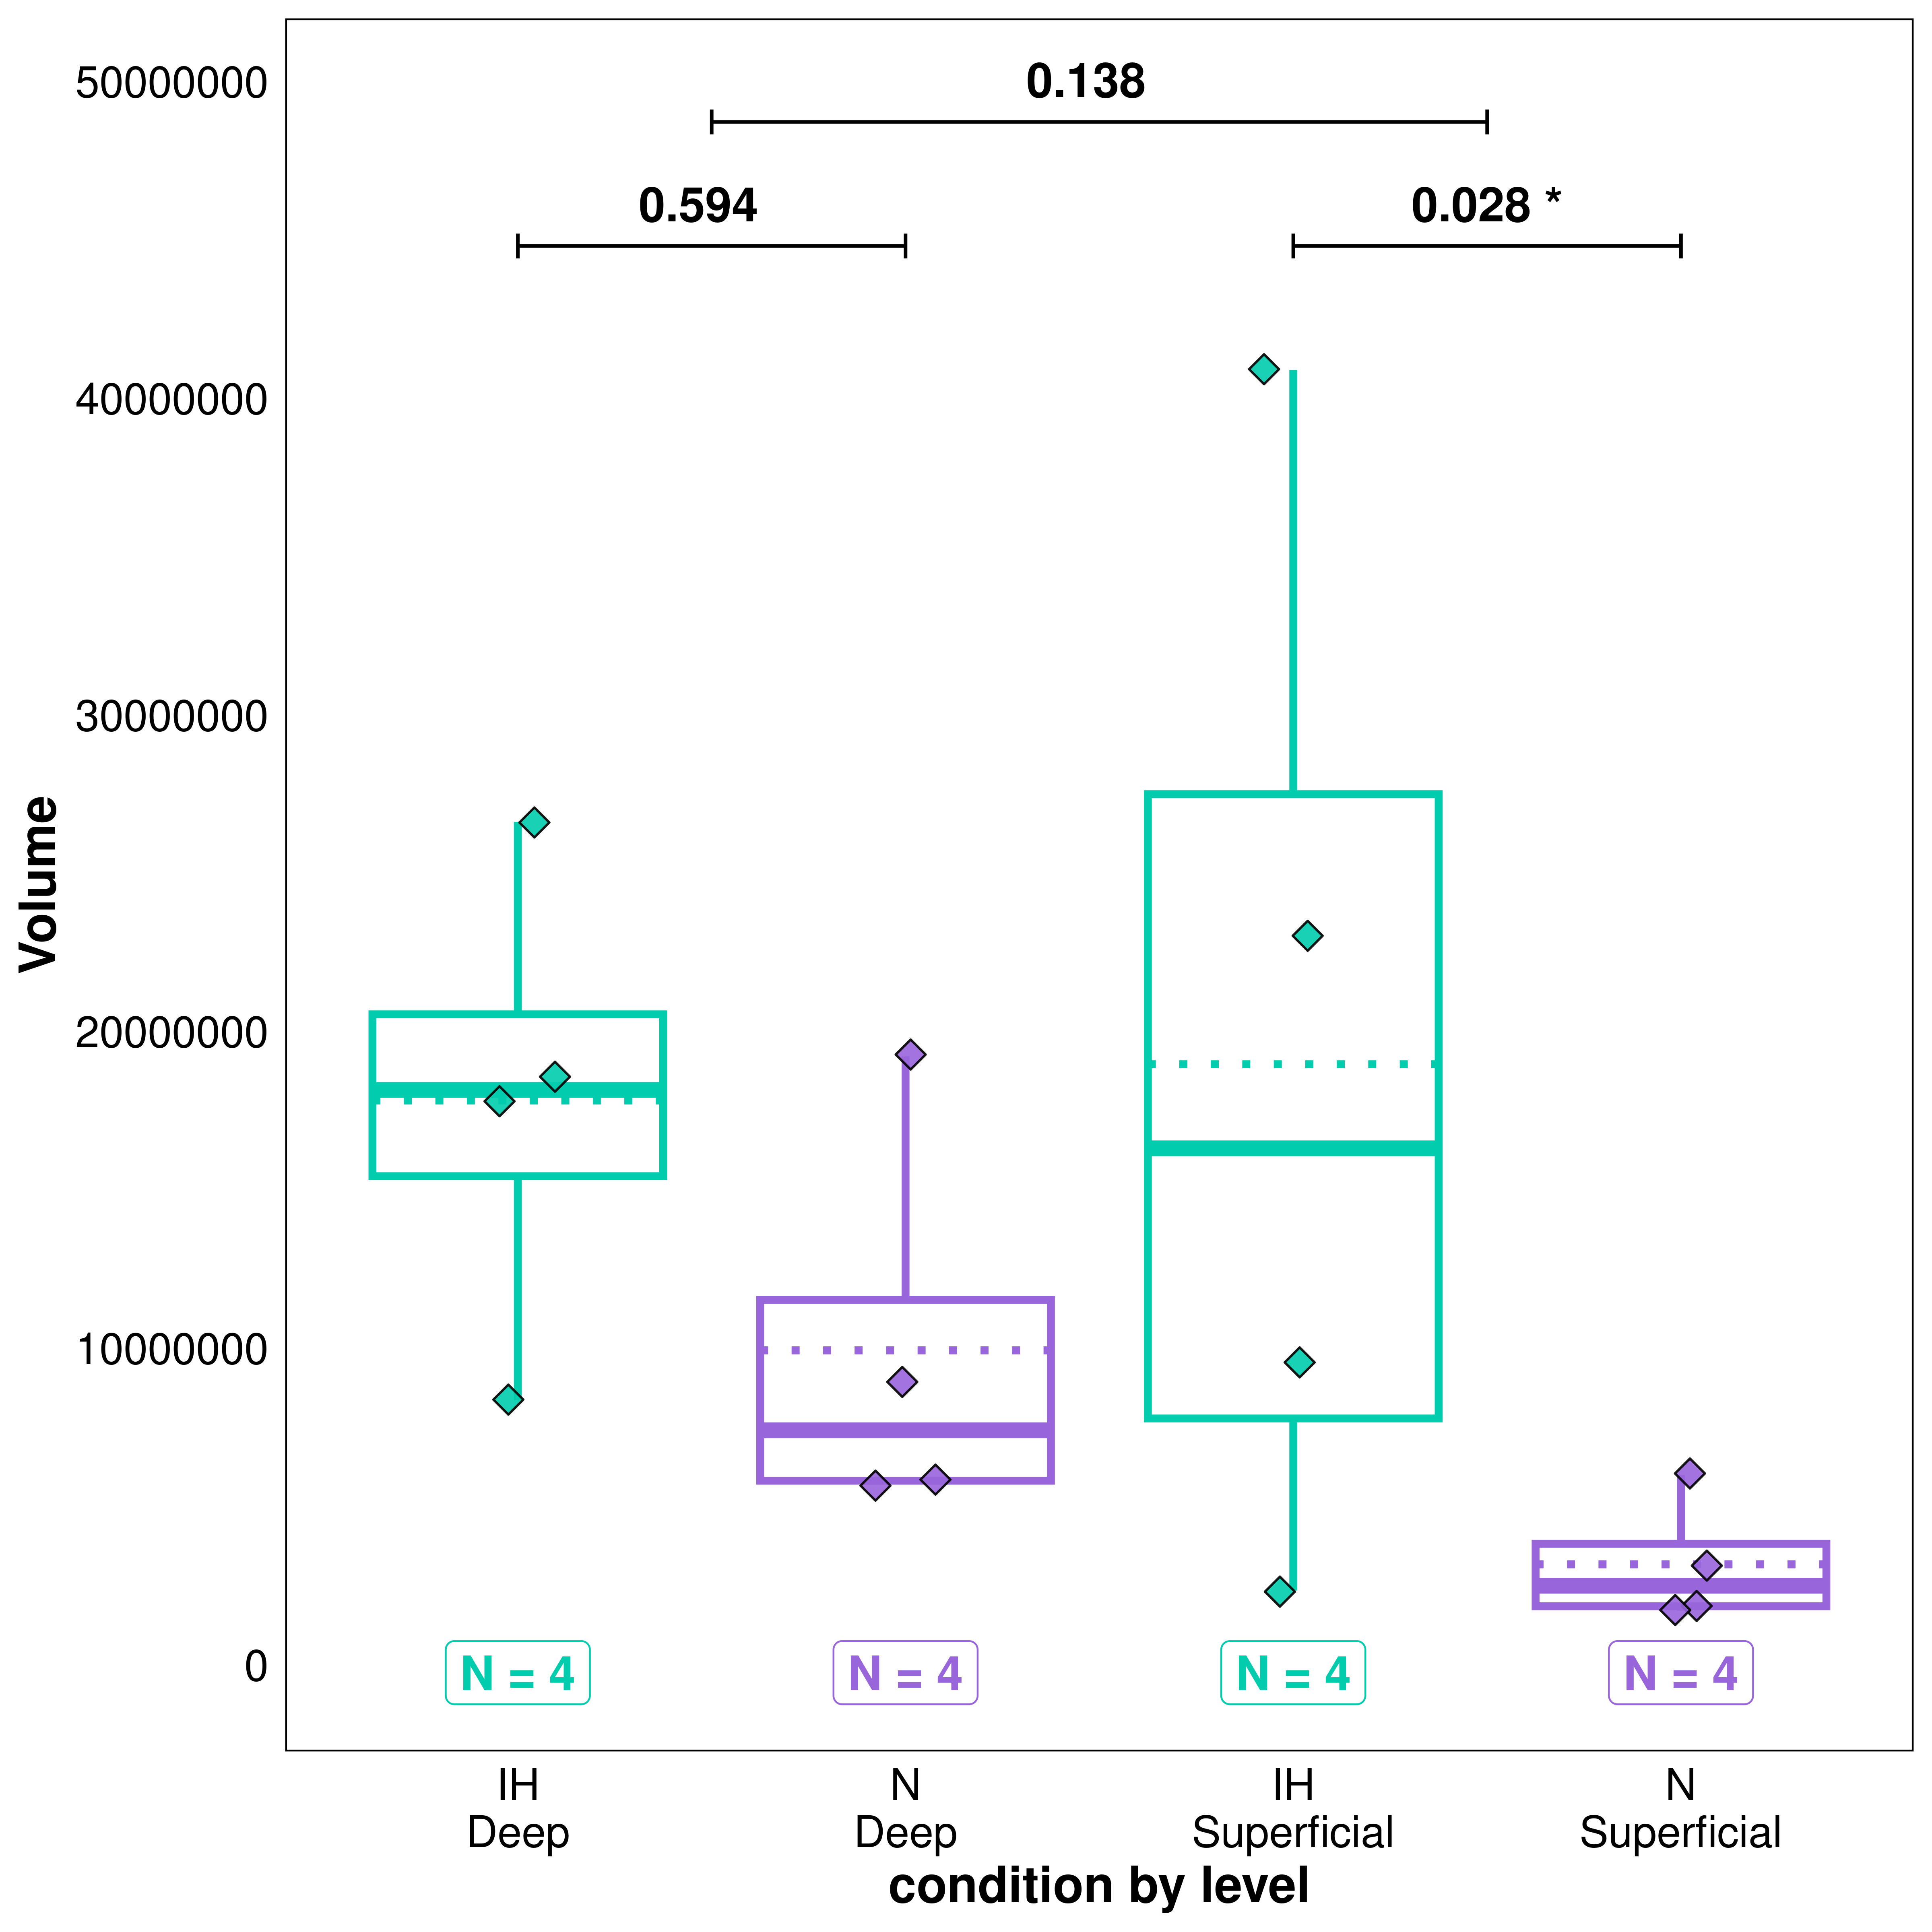 50000000
40000000
30000000
20000000
10000000
0
Volume
0.138
0.594
0.028 *
N = 4
N = 4
N = 4
N = 4
IH
Deep
N
Deep
IH
Superficial
N
Superficial
condition by level